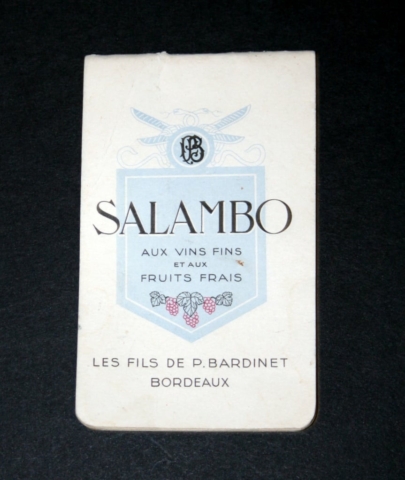 PB
SALAMBO
AUX VINS FINS
ET AUX
FRUITS FRAIS
LES FILS DE P. BARDINET
BORDEAUX